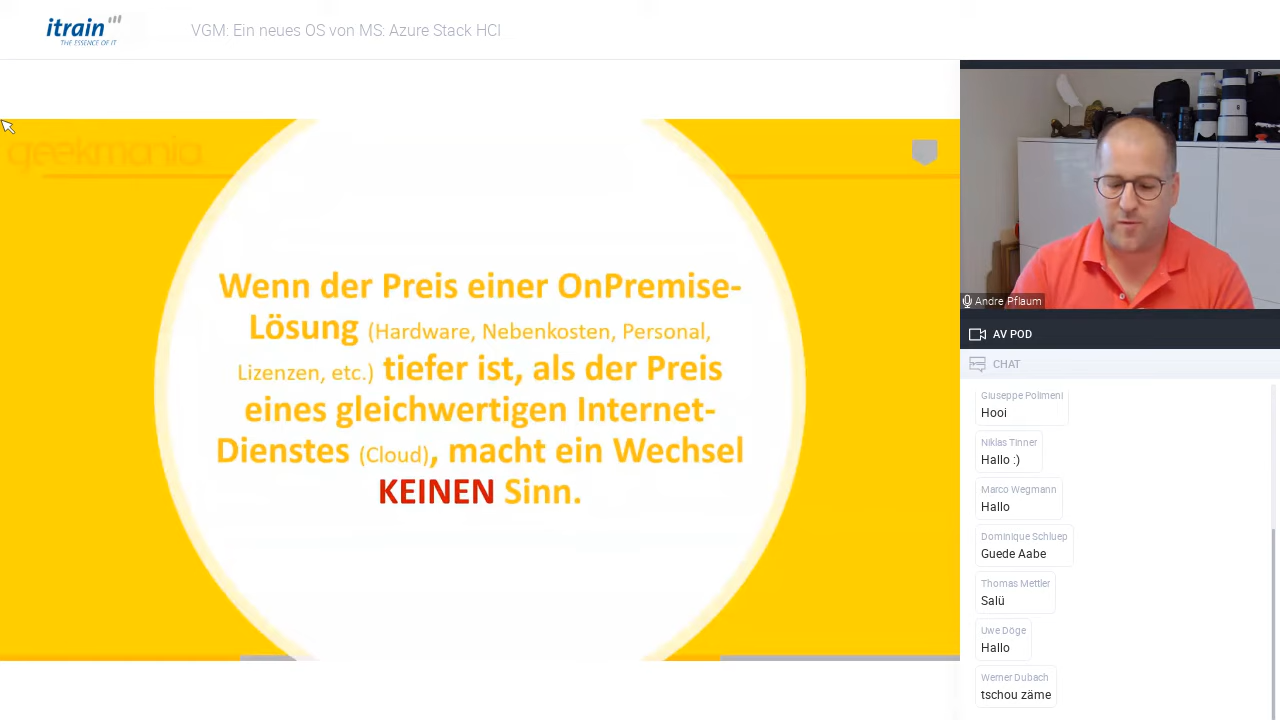 itrain
THE ESSENCE OF IT
VGM: Ein neues OS von MS: Azure Stack HCI
geekmania
Wenn der Preis einer OnPremise-
Lösung (Hardware, Nebenkosten, Personal,
Lizenzen, etc.) tiefer ist, als der Preis
eines gleichwertigen Internet-
Dienstes (Cloud), macht ein Wechsel
KEINEN Sinn.
Andre Pflaum
AV POD
CHAT
Giuseppe Polimeni
Hooi
Niklas Tinner
Hallo :)
Marco Wegmann
Hallo
Dominique Schluep
Guede Aabe
Thomas Mettler
Salü
Uwe Döge
Hallo
Werner Dubach
tschou zäme